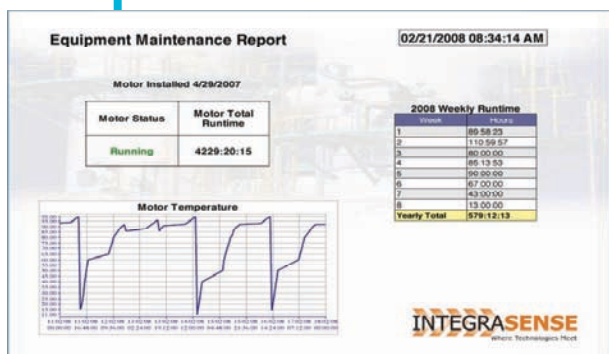 Equipment Maintenance Report
02/21/2008 08:34:14 AM
Motor Installed 4/29/2007
Motor Status Motor Total Runtime
Running 4229:20:15
2008 Weekly Runtime
Week Hours
1 89:58:23
2 110:59:57
3 80:00:00
4 85:13:53
5 90:00:00
6 67:00:00
7 43:00:00
8 13:00:00
Yearly Total 579:12:13
Motor Temperature
INTEGRASENSE
Where Technologies Meet